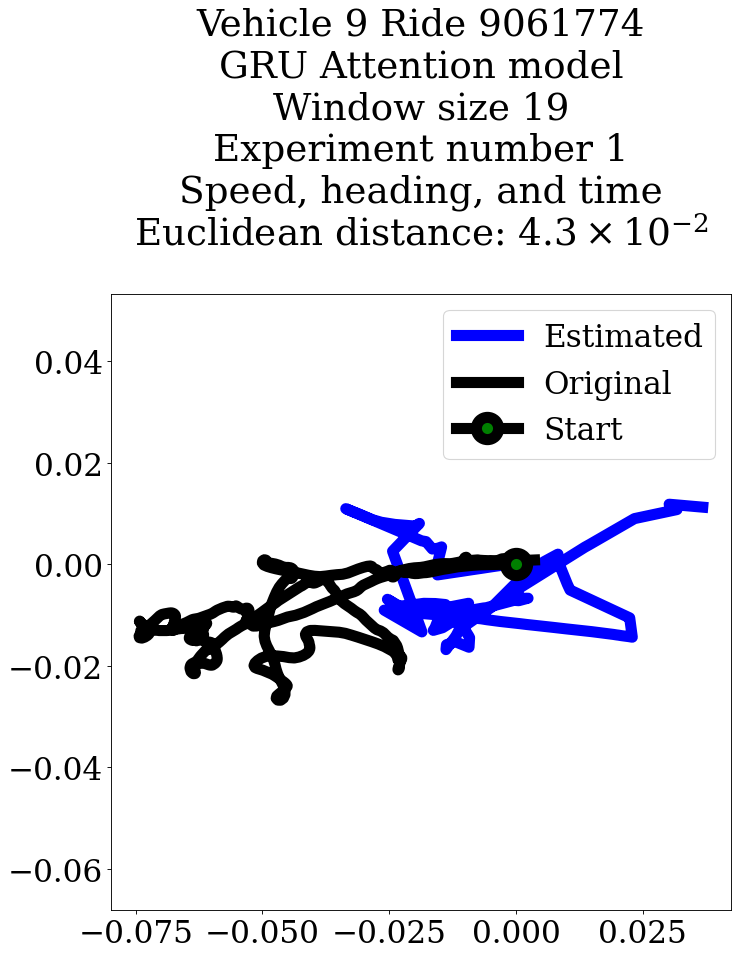 Vehicle 9 Ride 9061774
GRU Attention model
Window size 19
Experiment number 1
Speed, heading, and time
Euclidean distance: 4.3 × 10⁻²
Estimated
Original
Start
0.04
0.02
0.00
−0.02
−0.04
−0.06
−0.075 −0.050 −0.025 0.000 0.025